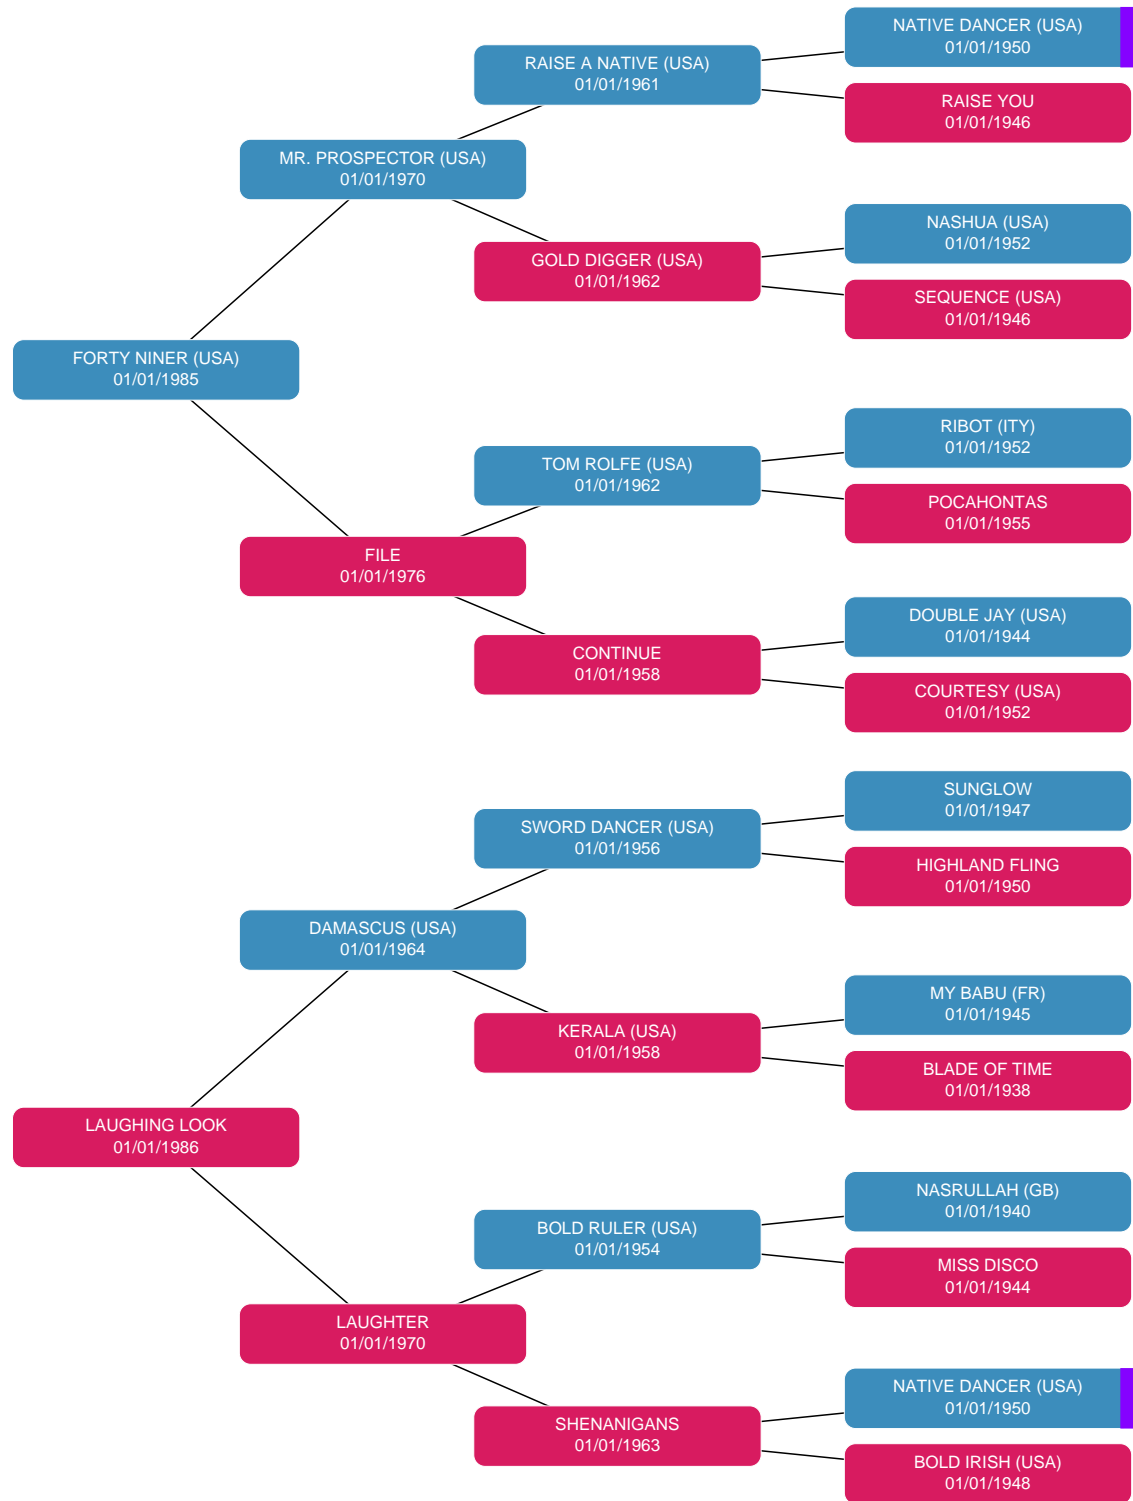 NATIVE DANCER (USA)
01/01/1950
RAISE A NATIVE (USA)
01/01/1961
RAISE YOU
01/01/1946
MR. PROSPECTOR (USA)
01/01/1970
NASHUA (USA)
01/01/1952
GOLD DIGGER (USA)
01/01/1962
SEQUENCE (USA)
01/01/1946
FORTY NINER (USA)
01/01/1985
RIBOT (ITY)
01/01/1952
TOM ROLFE (USA)
01/01/1962
POCAHONTAS
01/01/1955
FILE
01/01/1976
DOUBLE JAY (USA)
01/01/1944
CONTINUE
01/01/1958
COURTESY (USA)
01/01/1952
SUNGLOW
01/01/1947
SWORD DANCER (USA)
01/01/1956
HIGHLAND FLING
01/01/1950
DAMASCUS (USA)
01/01/1964
MY BABU (FR)
01/01/1945
KERALA (USA)
01/01/1958
BLADE OF TIME
01/01/1938
LAUGHING LOOK
01/01/1986
NASRULLAH (GB)
01/01/1940
BOLD RULER (USA)
01/01/1954
MISS DISCO
01/01/1944
LAUGHTER
01/01/1970
NATIVE DANCER (USA)
01/01/1950
SHENANIGANS
01/01/1963
BOLD IRISH (USA)
01/01/1948